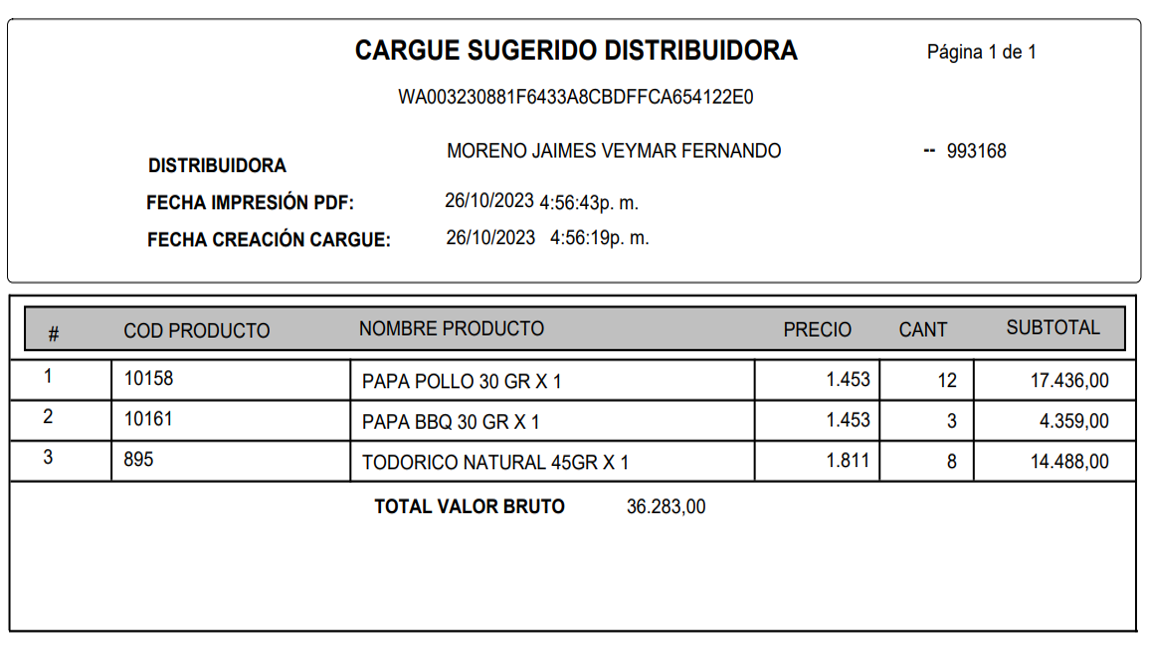 CARGUE SUGERIDO DISTRIBUIDORA Página 1 de 1
WA003230881F6433A8CBDFFCA654122E0
DISTRIBUIDORA MORENO JAIMES VEYMAR FERNANDO -- 993168
FECHA IMPRESIÓN PDF: 26/10/2023 4:56:43p. m.
FECHA CREACIÓN CARGUE: 26/10/2023 4:56:19p. m.
# COD PRODUCTO NOMBRE PRODUCTO PRECIO CANT SUBTOTAL
1 10158 PAPA POLLO 30 GR X 1 1.453 12 17.436,00
2 10161 PAPA BBQ 30 GR X 1 1.453 3 4.359,00
3 895 TODORICO NATURAL 45GR X 1 1.811 8 14.488,00
TOTAL VALOR BRUTO 36.283,00